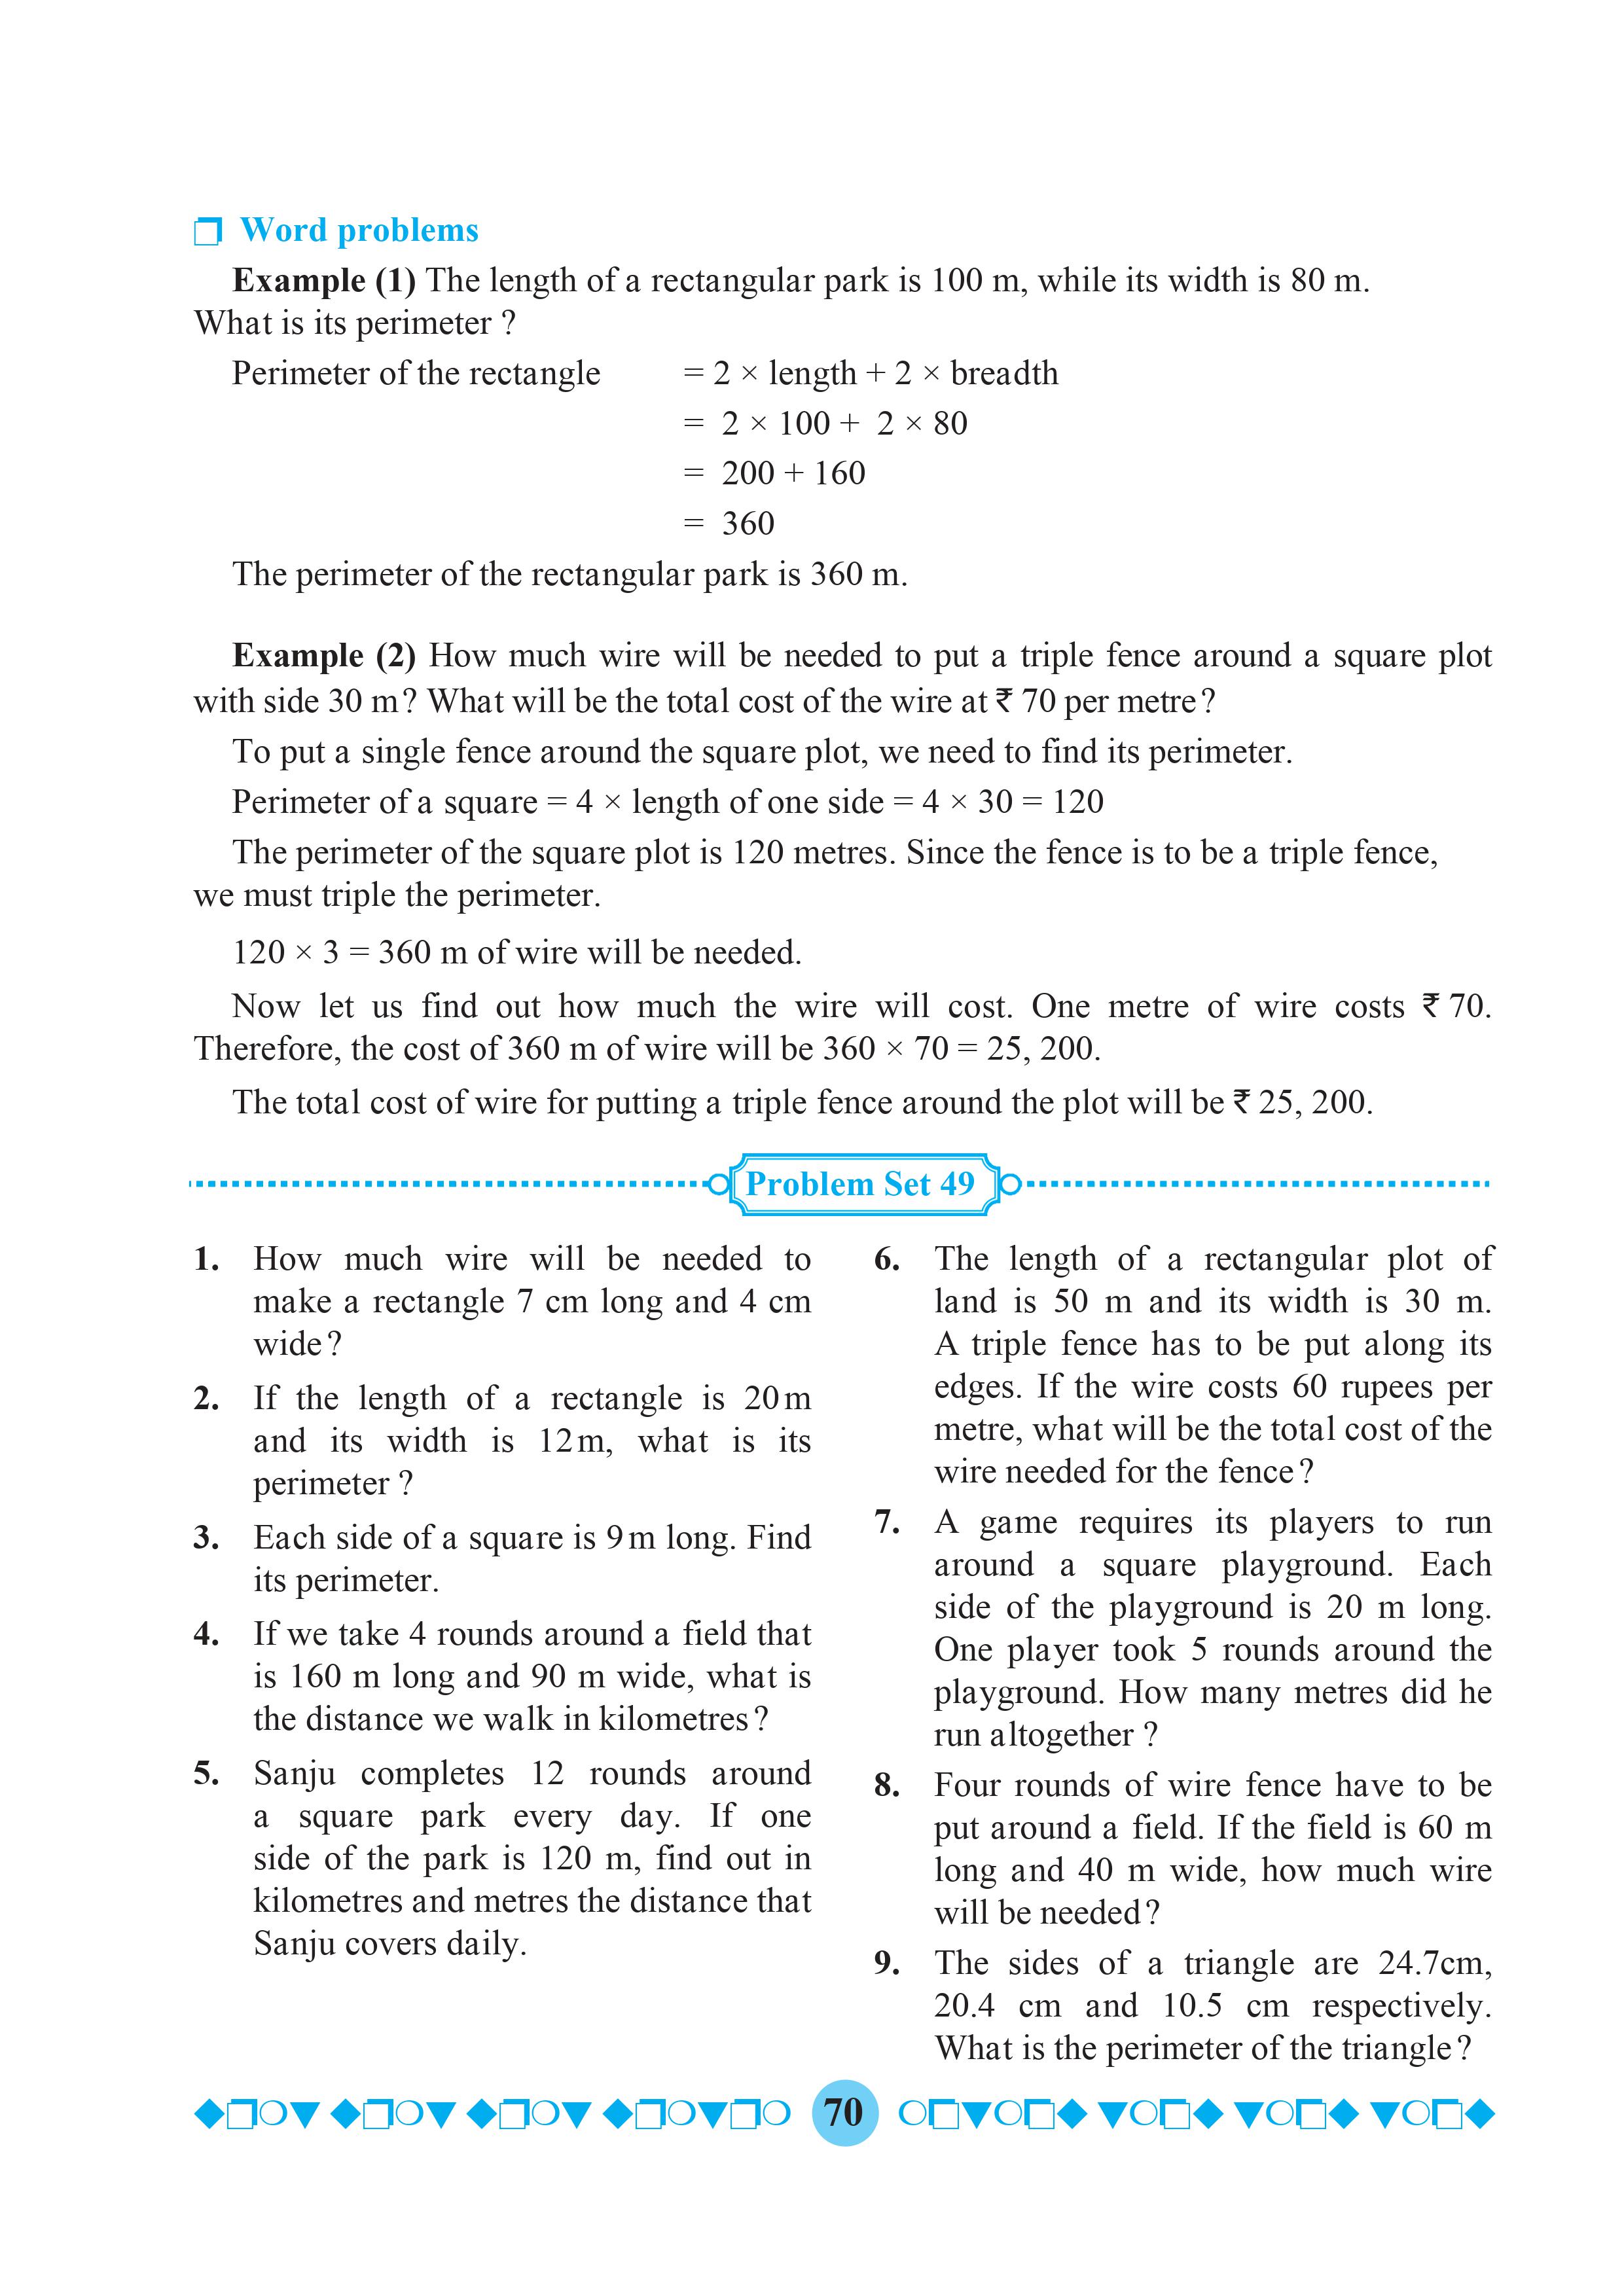 Word problems
Example (1) The length of a rectangular park is 100 m, while its width is 80 m.
What is its perimeter ?
Perimeter of the rectangle = 2 × length + 2 × breadth
= 2 × 100 + 2 × 80
= 200 + 160
= 360
The perimeter of the rectangular park is 360 m.
Example (2) How much wire will be needed to put a triple fence around a square plot
with side 30 m? What will be the total cost of the wire at ₹ 70 per metre?
To put a single fence around the square plot, we need to find its perimeter.
Perimeter of a square = 4 × length of one side = 4 × 30 = 120
The perimeter of the square plot is 120 metres. Since the fence is to be a triple fence,
we must triple the perimeter.
120 × 3 = 360 m of wire will be needed.
Now let us find out how much the wire will cost. One metre of wire costs ₹ 70.
Therefore, the cost of 360 m of wire will be 360 × 70 = 25, 200.
The total cost of wire for putting a triple fence around the plot will be ₹ 25, 200.
Problem Set 49
1. How much wire will be needed to
make a rectangle 7 cm long and 4 cm
wide?
2. If the length of a rectangle is 20 m
and its width is 12 m, what is its
perimeter ?
3. Each side of a square is 9 m long. Find
its perimeter.
4. If we take 4 rounds around a field that
is 160 m long and 90 m wide, what is
the distance we walk in kilometres?
5. Sanju completes 12 rounds around
a square park every day. If one
side of the park is 120 m, find out in
kilometres and metres the distance that
Sanju covers daily.
6. The length of a rectangular plot of
land is 50 m and its width is 30 m.
A triple fence has to be put along its
edges. If the wire costs 60 rupees per
metre, what will be the total cost of the
wire needed for the fence?
7. A game requires its players to run
around a square playground. Each
side of the playground is 20 m long.
One player took 5 rounds around the
playground. How many metres did he
run altogether ?
8. Four rounds of wire fence have to be
put around a field. If the field is 60 m
long and 40 m wide, how much wire
will be needed?
9. The sides of a triangle are 24.7cm,
20.4 cm and 10.5 cm respectively.
What is the perimeter of the triangle?
70